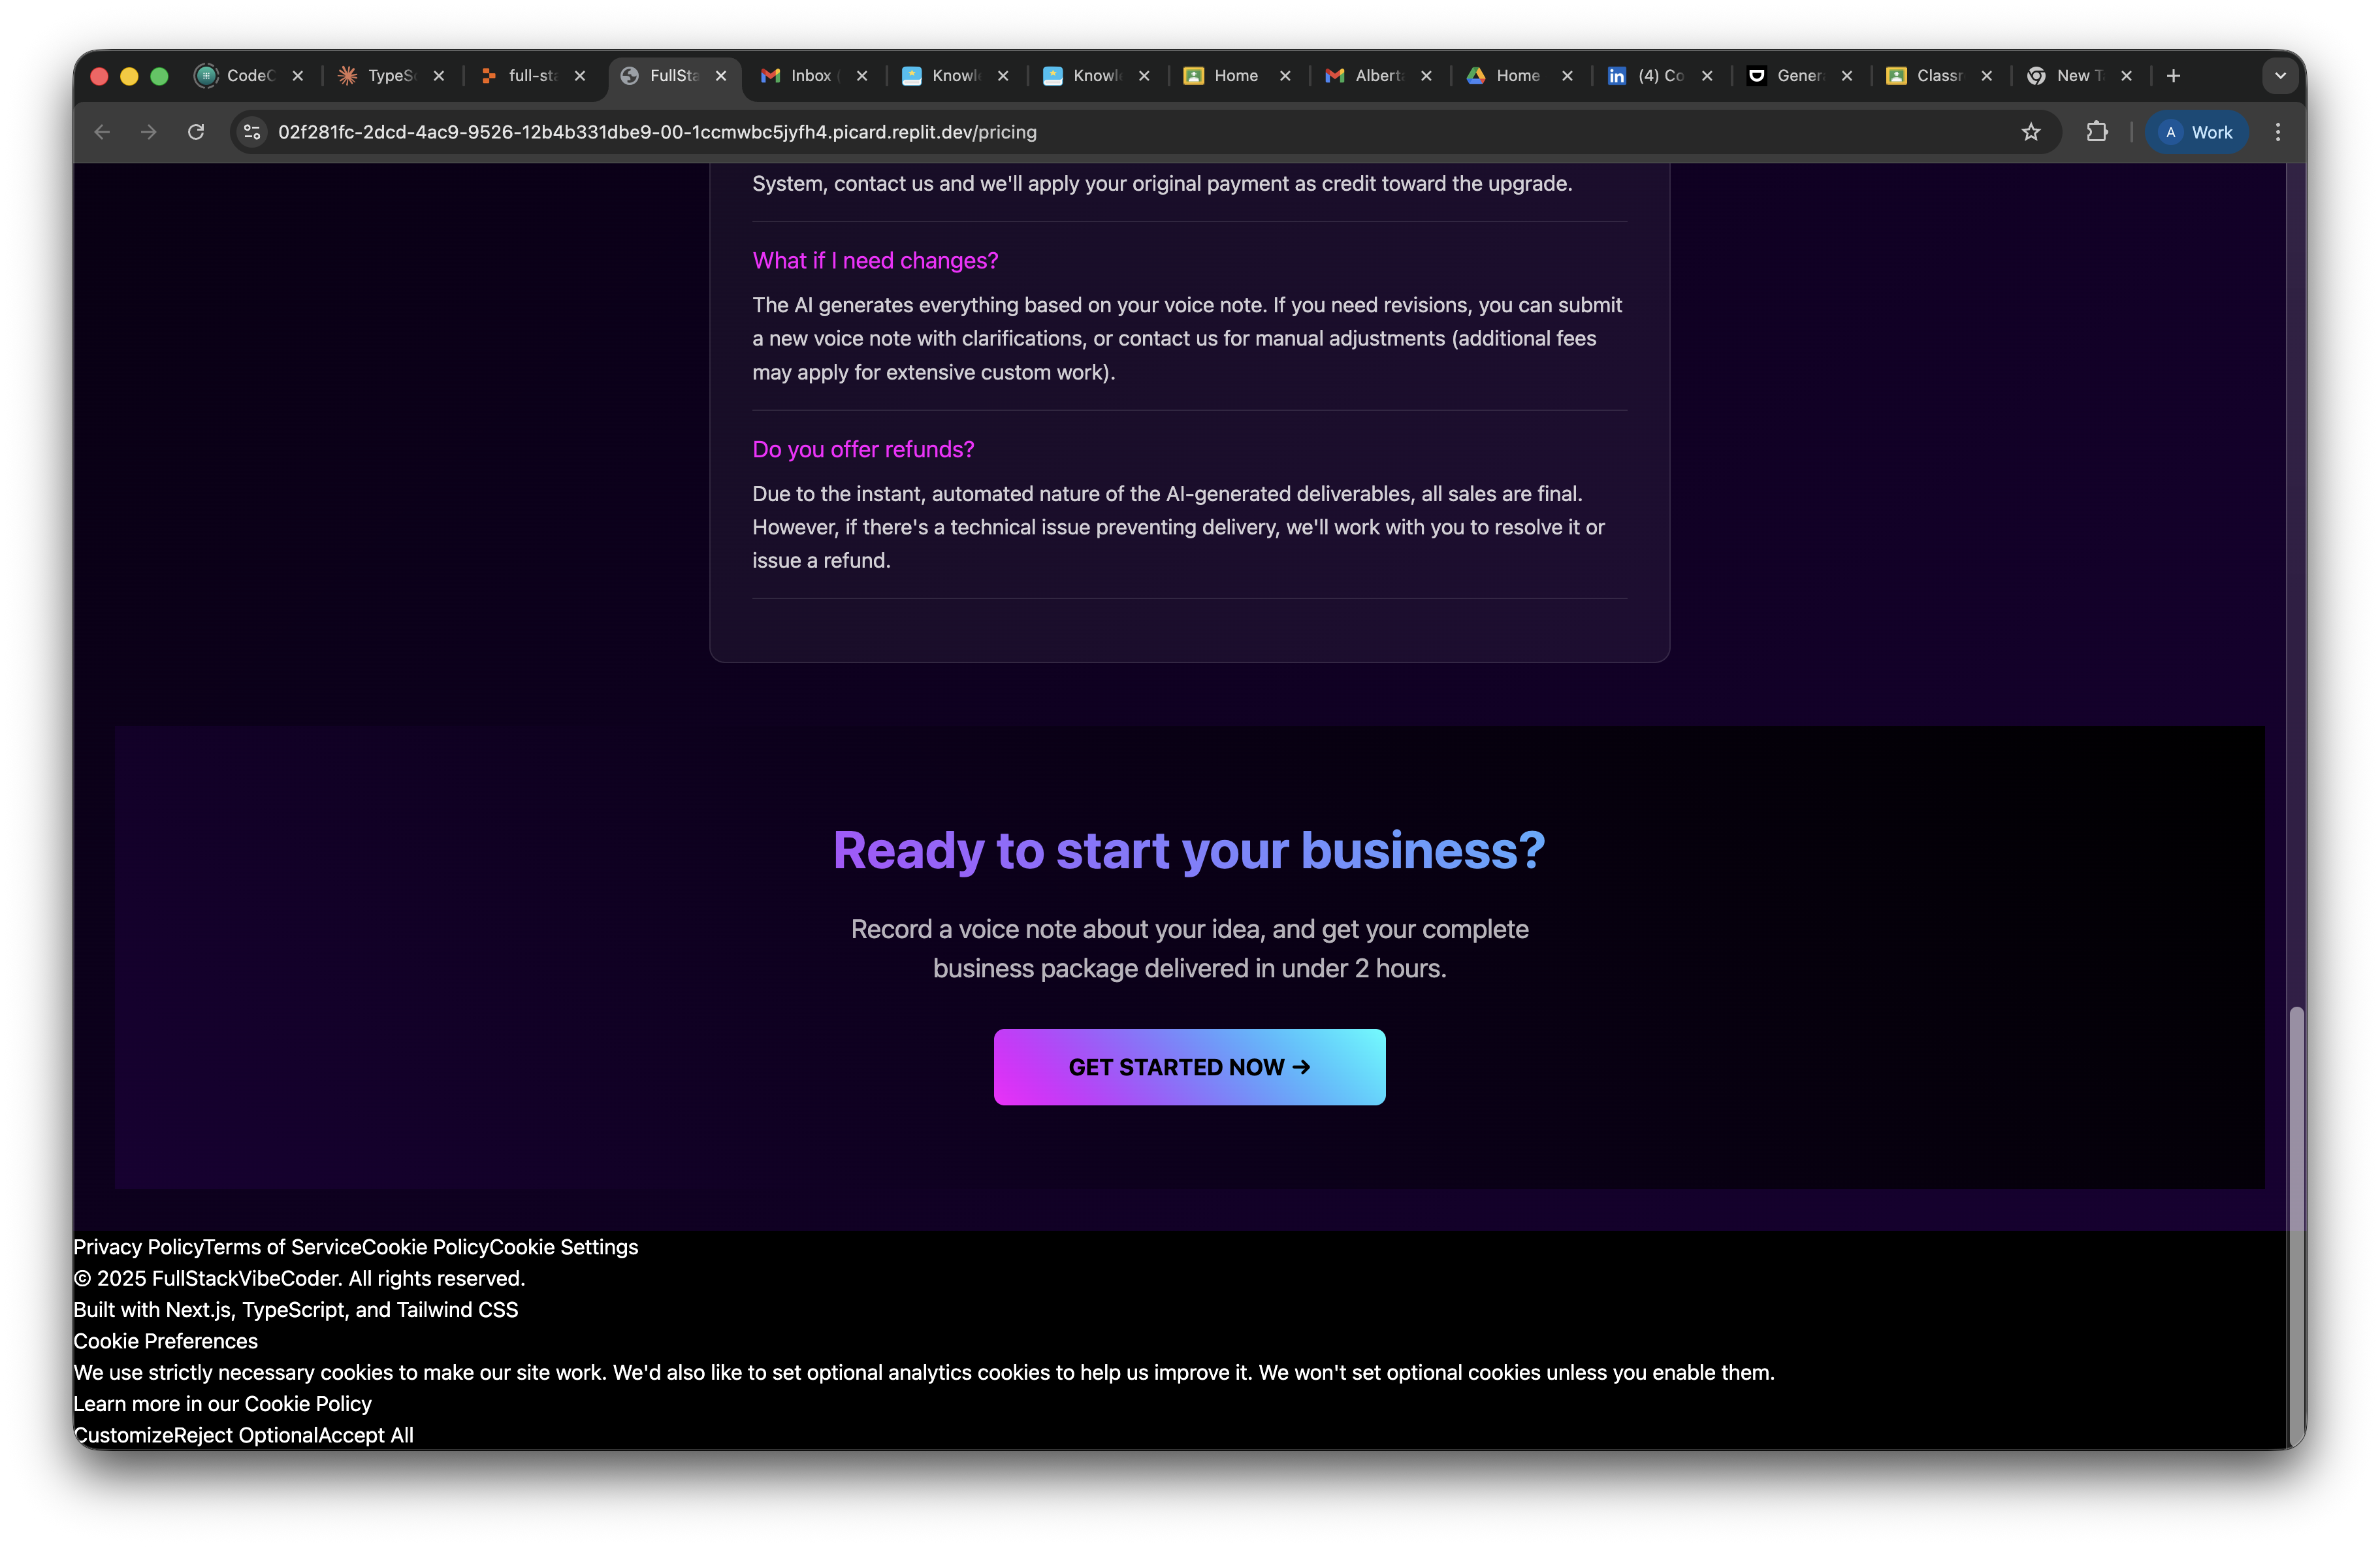 CodeC
TypeSc
full-sta
FullSta
Inbox (
Knowle
Knowle
Home
Alberta
Home
(4) Co
Genera
Classr
New Ta
02f281fc-2dcd-4ac9-9526-12b4b331dbe9-00-1ccmwbc5jyfh4.picard.replit.dev/pricing
A Work
System, contact us and we'll apply your original payment as credit toward the upgrade.
What if I need changes?
The AI generates everything based on your voice note. If you need revisions, you can submit
a new voice note with clarifications, or contact us for manual adjustments (additional fees
may apply for extensive custom work).
Do you offer refunds?
Due to the instant, automated nature of the AI-generated deliverables, all sales are final.
However, if there's a technical issue preventing delivery, we'll work with you to resolve it or
issue a refund.
Ready to start your business?
Record a voice note about your idea, and get your complete
business package delivered in under 2 hours.
GET STARTED NOW →
Privacy PolicyTerms of ServiceCookie PolicyCookie Settings
© 2025 FullStackVibeCoder. All rights reserved.
Built with Next.js, TypeScript, and Tailwind CSS
Cookie Preferences
We use strictly necessary cookies to make our site work. We'd also like to set optional analytics cookies to help us improve it. We won't set optional cookies unless you enable them.
Learn more in our Cookie Policy
CustomizeReject OptionalAccept All